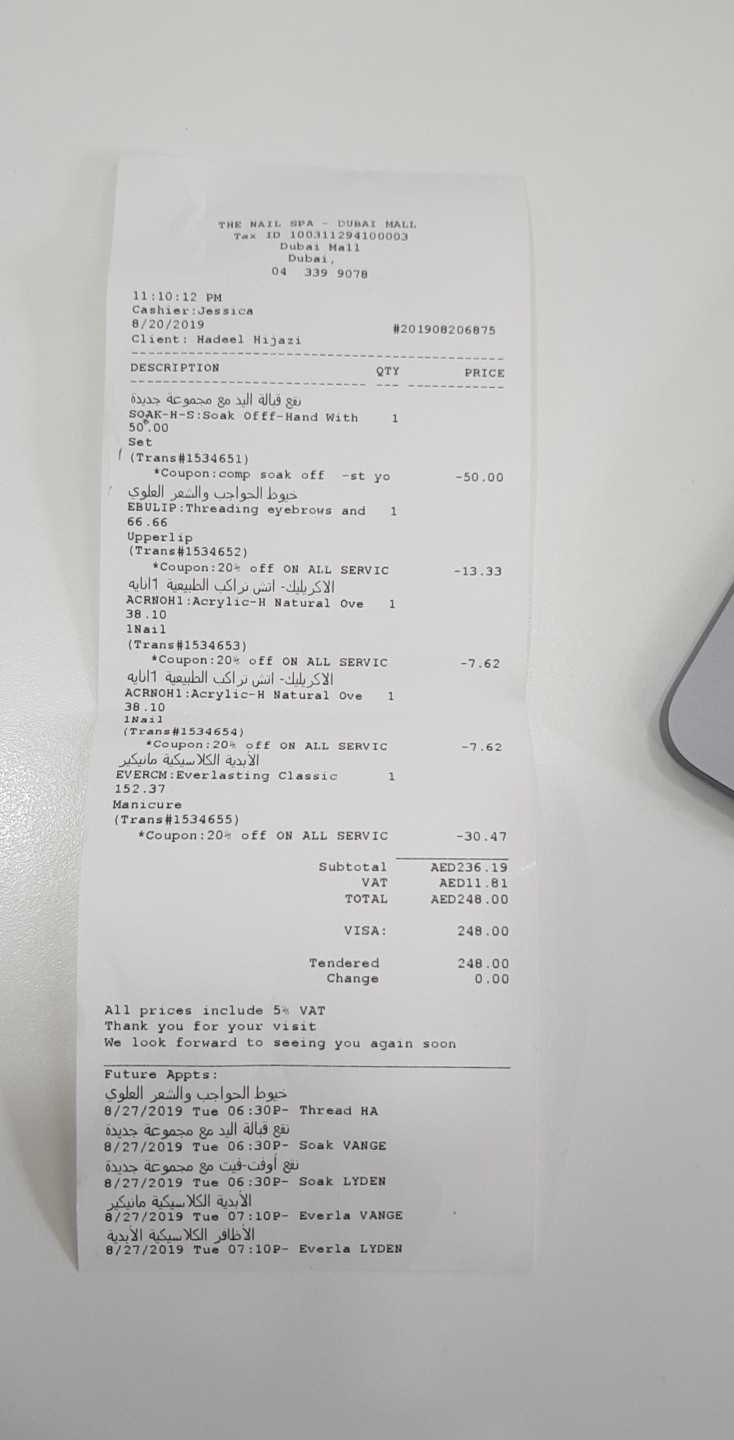 THE NAIL SPA - DUBAI MALL
Tax ID 100311294100003
Dubai Mall
Dubai,
04 339 9078
11:10:12 PM
Cashier:Jessica
8/20/2019 #201908206875
Client: Hadeel Hijazi
DESCRIPTION QTY PRICE
نقع قبالة اليد مع مجموعة جديدة
SOAK-H-S:Soak Offf-Hand With 1
50.00
Set
(Trans#1534651)
*Coupon:comp soak off -st yo -50.00
خيوط الحواجب والشعر العلوي
EBULIP:Threading eyebrows and 1
66.66
Upperlip
(Trans#1534652)
*Coupon:20% off ON ALL SERVIC -13.33
الاكريليك- اتش تراكب الطبيعية 1انايه
ACRNOH1:Acrylic-H Natural Ove 1
38.10
1Nail
(Trans#1534653)
*Coupon:20% off ON ALL SERVIC -7.62
الاكريليك- اتش تراكب الطبيعية 1انايه
ACRNOH1:Acrylic-H Natural Ove 1
38.10
1Nail
(Trans#1534654)
*Coupon:20% off ON ALL SERVIC -7.62
الأبدية الكلاسيكية مانيكير
EVERCM:Everlasting Classic 1
152.37
Manicure
(Trans#1534655)
*Coupon:20% off ON ALL SERVIC -30.47
Subtotal AED236.19
VAT AED11.81
TOTAL AED248.00
VISA: 248.00
Tendered 248.00
Change 0.00
All prices include 5% VAT
Thank you for your visit
We look forward to seeing you again soon
Future Appts:
خيوط الحواجب والشعر العلوي
8/27/2019 Tue 06:30P- Thread HA
نقع قبالة اليد مع مجموعة جديدة
8/27/2019 Tue 06:30P- Soak VANGE
نقع أوفت-فيت مع مجموعة جديدة
8/27/2019 Tue 06:30P- Soak LYDEN
الأبدية الكلاسيكية مانيكير
8/27/2019 Tue 07:10P- Everla VANGE
الأظافر الكلاسيكية الأبدية
8/27/2019 Tue 07:10P- Everla LYDEN